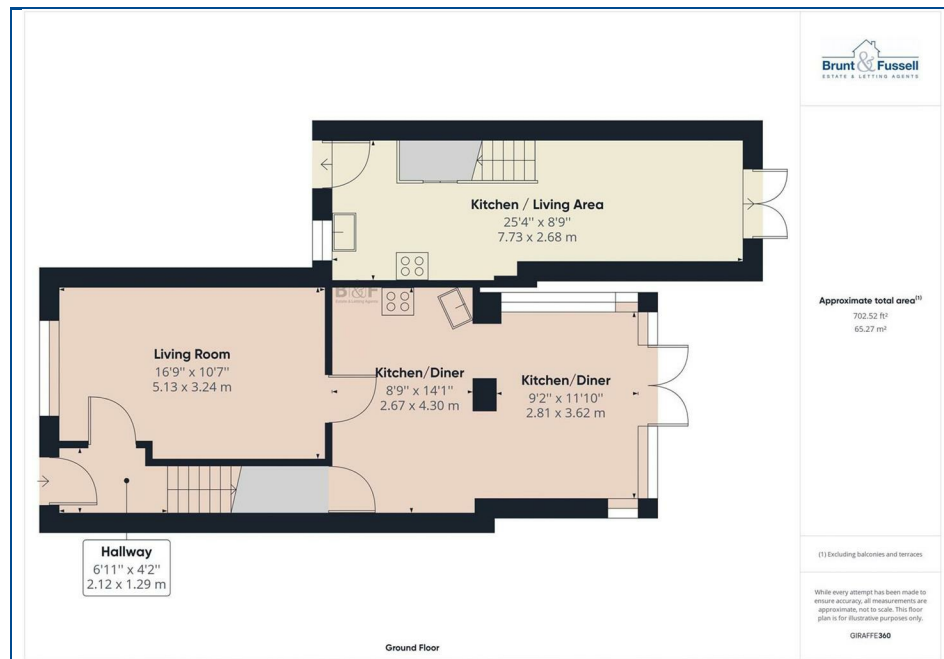 Brunt & Fussell
ESTATE & LETTING AGENTS
Kitchen / Living Area
25'4'' x 8'9''
7.73 x 2.68 m
B&F
Living Room
16'9'' x 10'7''
5.13 x 3.24 m
Kitchen/Diner
8'9'' x 14'1''
2.67 x 4.30 m
Kitchen/Diner
9'2'' x 11'10''
2.81 x 3.62 m
Hallway
6'11'' x 4'2''
2.12 x 1.29 m
Ground Floor
Approximate total area(1)
702.52 ft²
65.27 m²
(1) Excluding balconies and terraces
While every attempt has been made to
ensure accuracy, all measurements are
approximate, not to scale. This floor
plan is for illustrative purposes only.
GIRAFFE360